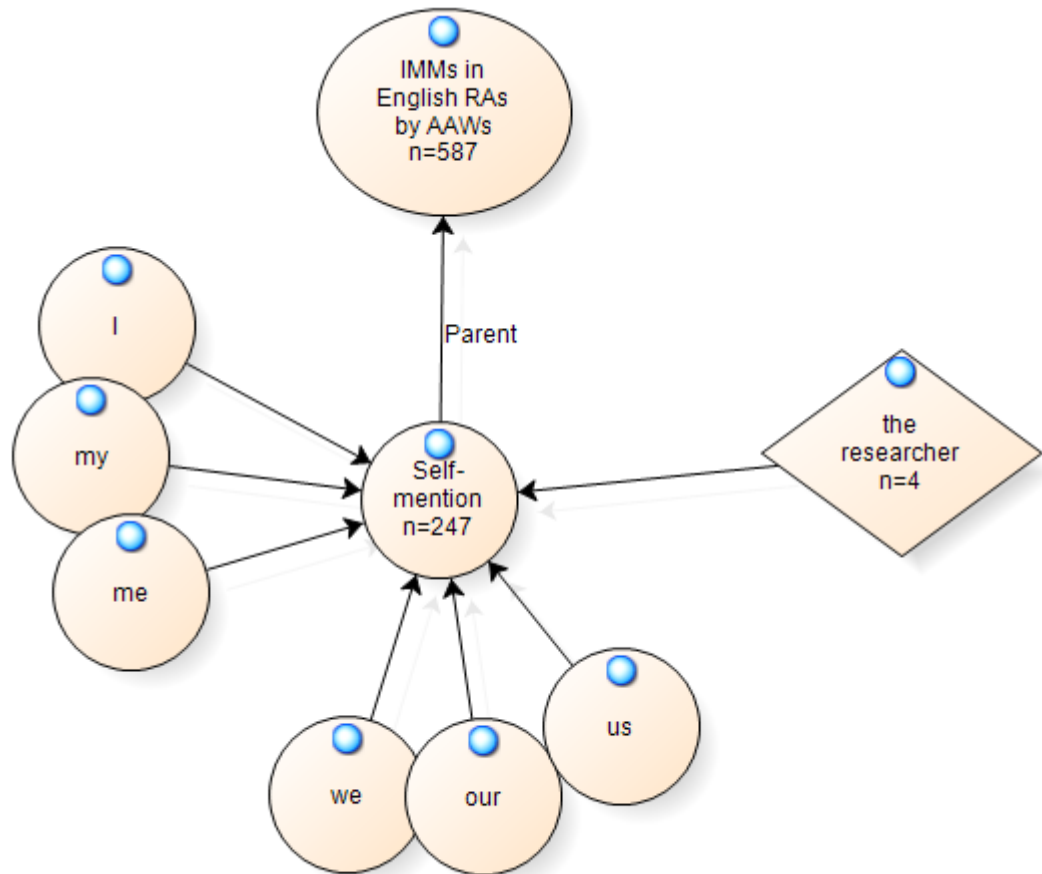 IMMs in
English RAs
by AAWs
n=587
I
Parent
my
the
researcher
n=4
Self-
mention
n=247
me
us
we
our